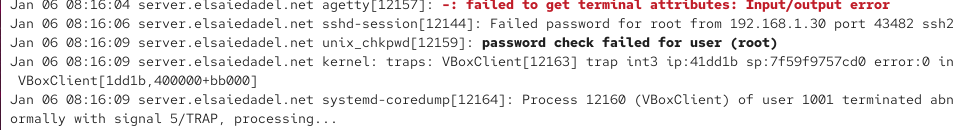 Jan 06 08:16:04 server.elsaiedadel.net agetty[12157]: -: failed to get terminal attributes: Input/output error
Jan 06 08:16:09 server.elsaiedadel.net sshd-session[12144]: Failed password for root from 192.168.1.30 port 43482 ssh2
Jan 06 08:16:09 server.elsaiedadel.net unix_chkpwd[12159]: password check failed for user (root)
Jan 06 08:16:09 server.elsaiedadel.net kernel: traps: VBoxClient[12163] trap int3 ip:41dd1b sp:7f59f9757cd0 error:0 in
VBoxClient[1dd1b,400000+bb000]
Jan 06 08:16:09 server.elsaiedadel.net systemd-coredump[12164]: Process 12160 (VBoxClient) of user 1001 terminated abn
ormally with signal 5/TRAP, processing...